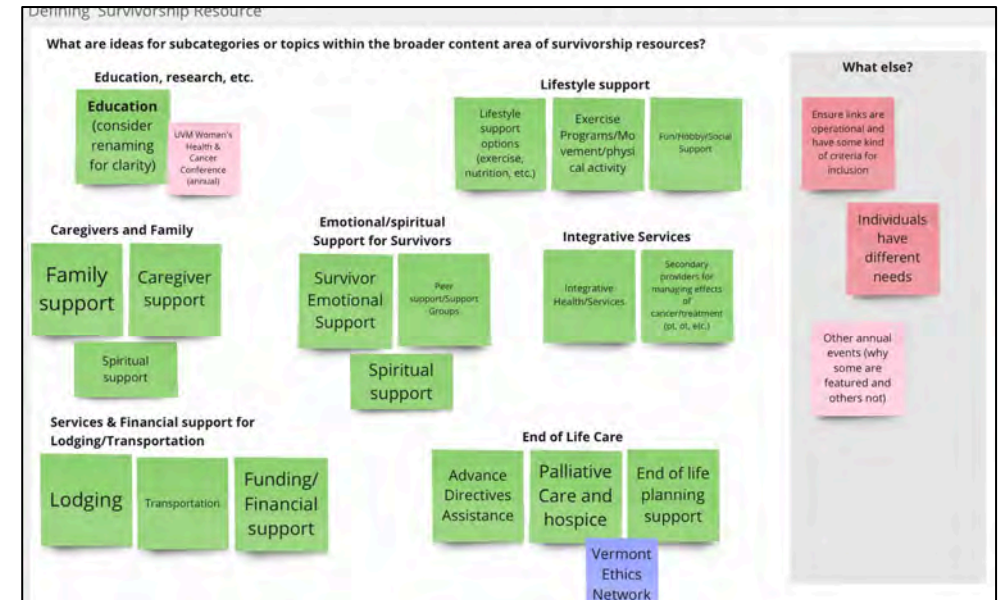 Defining "Survivorship Resource"
What are ideas for subcategories or topics within the broader content area of survivorship resources?
Education, research, etc.
Education
(consider
renaming
for clarity)
UVM Women's
Health &
Cancer
Conference
(annual)
Lifestyle support
Lifestyle
support
options
(exercise,
nutrition, etc.)
Exercise
Programs/Mo
vement/physi
cal activity
Fun/Hobby/Social
Support
Caregivers and Family
Family
support
Caregiver
support
Spiritual
support
Emotional/spiritual
Support for Survivors
Survivor
Emotional
Support
Peer
support/Support
Groups
Spiritual
support
Integrative Services
Integrative
Health/Services
Secondary
providers for
managing effects
of
cancer/treatment
(pt, ot, etc.)
Services & Financial support for
Lodging/Transportation
Lodging
Transportation
Funding/
Financial
support
End of Life Care
Advance
Directives
Assistance
Palliative
Care and
hospice
End of life
planning
support
Vermont
Ethics
Network
What else?
Ensure links are
operational and
have some kind
of criteria for
inclusion
Individuals
have
different
needs
Other annual
events (why
some are
featured and
others not)